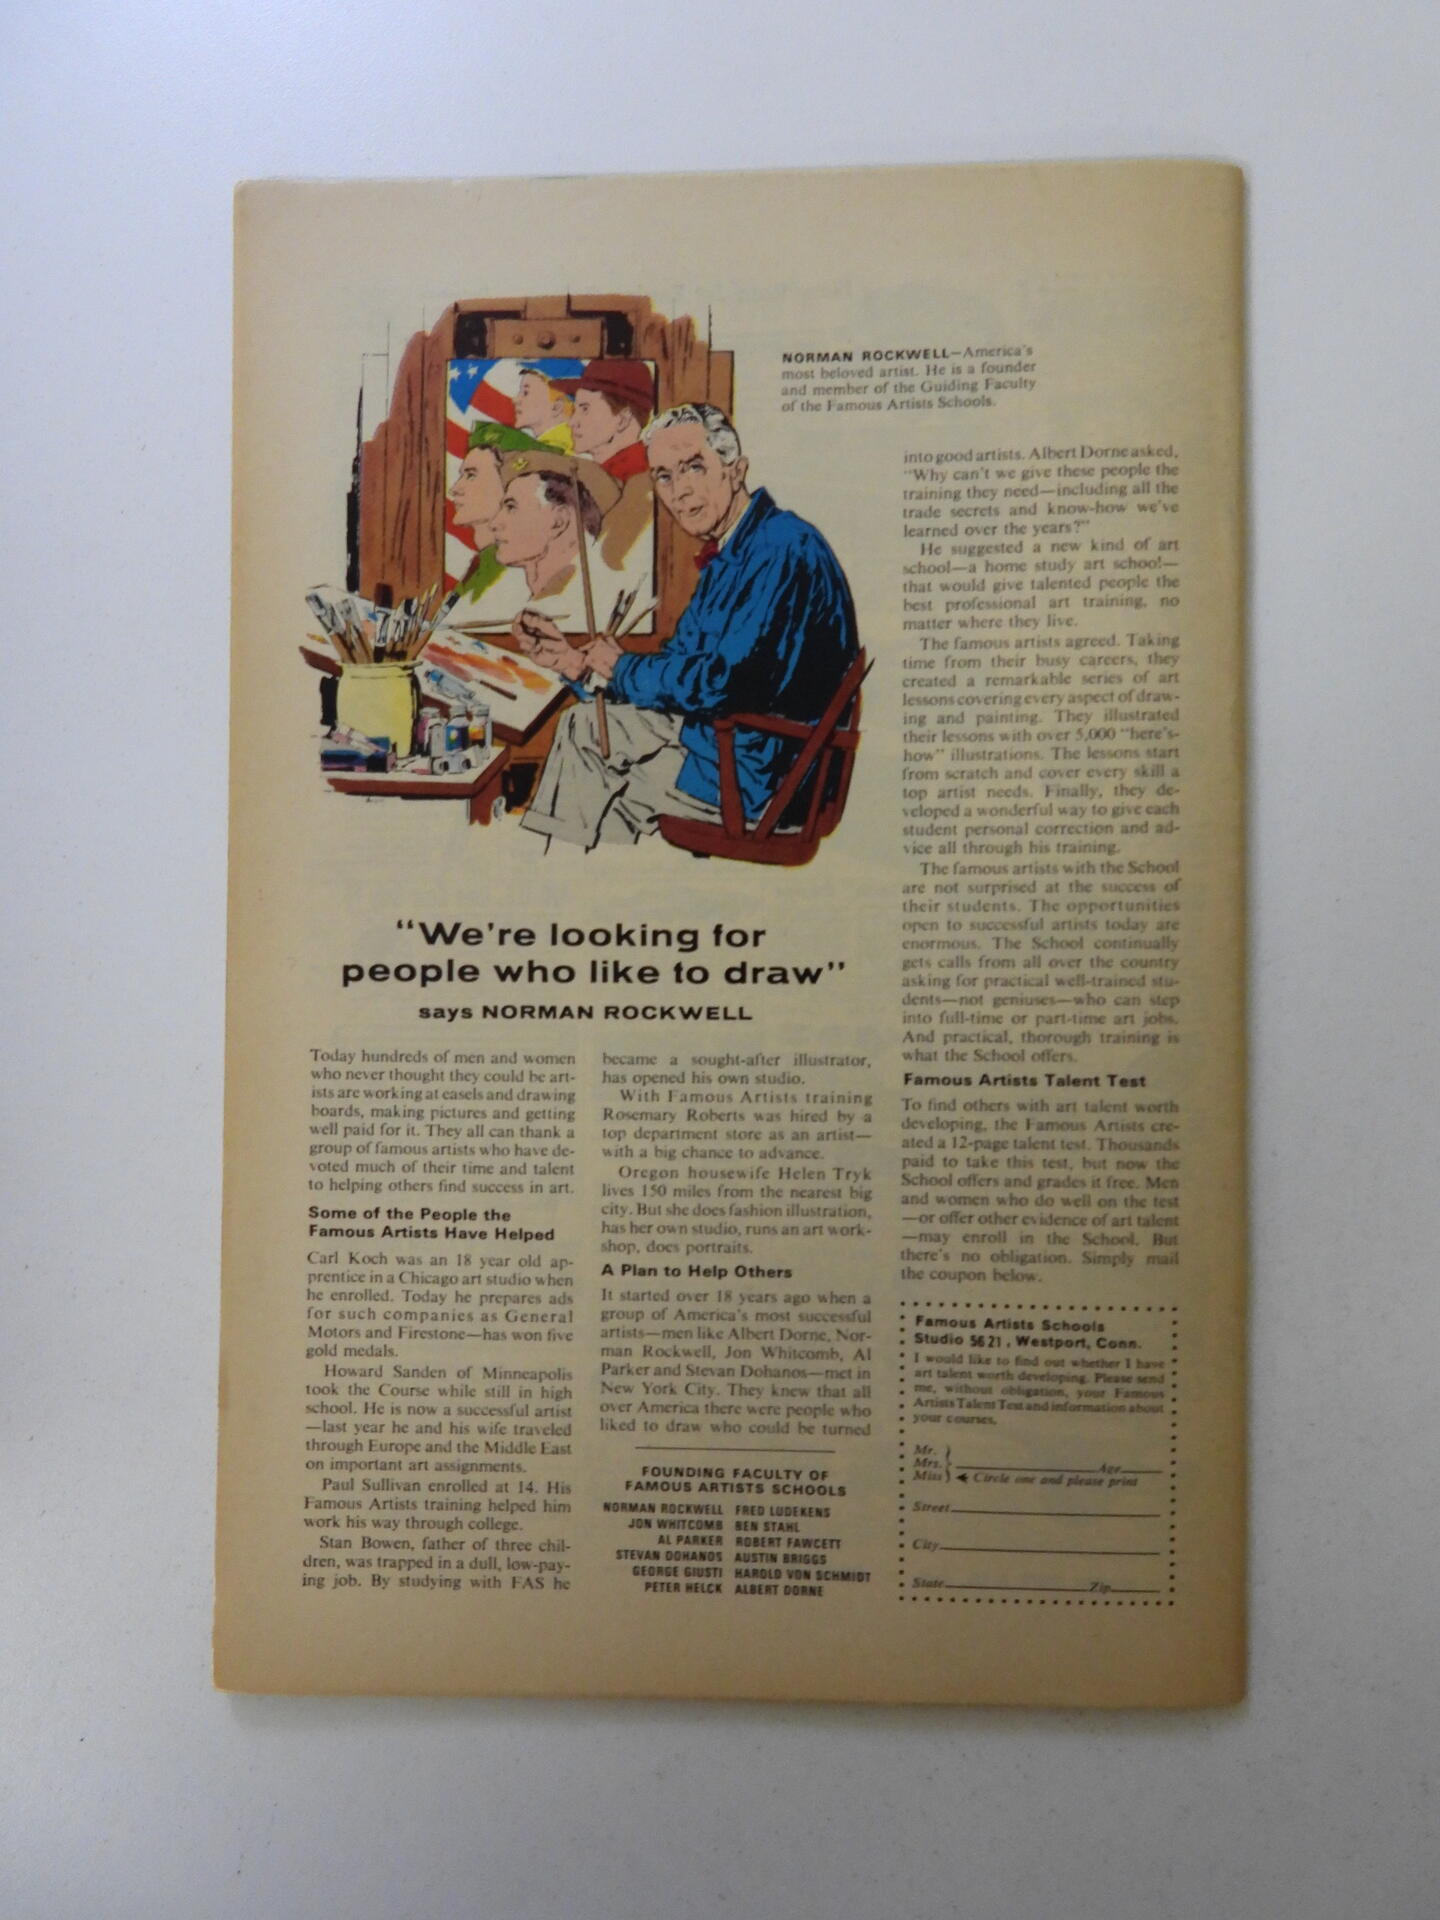 NORMAN ROCKWELL—America's
most beloved artist. He is a founder
and member of the Guiding Faculty
of the Famous Artists Schools.
"We're looking for
people who like to draw"
says NORMAN ROCKWELL
Today hundreds of men and women
who never thought they could be art-
ists are working at easels and drawing
boards, making pictures and getting
well paid for it. They all can thank a
group of famous artists who have de-
voted much of their time and talent
to helping others find success in art.
Some of the People the
Famous Artists Have Helped
Carl Koch was an 18 year old ap-
prentice in a Chicago art studio when
he enrolled. Today he prepares ads
for such companies as General
Motors and Firestone—has won five
gold medals.
Howard Sanden of Minneapolis
took the Course while still in high
school. He is now a successful artist
—last year he and his wife traveled
through Europe and the Middle East
on important art assignments.
Paul Sullivan enrolled at 14. His
Famous Artists training helped him
work his way through college.
Stan Bowen, father of three chil-
dren, was trapped in a dull, low-pay-
ing job. By studying with FAS he
became a sought-after illustrator,
has opened his own studio.
With Famous Artists training
Rosemary Roberts was hired by a
top department store as an artist—
with a big chance to advance.
Oregon housewife Helen Tryk
lives 150 miles from the nearest big
city. But she does fashion illustration,
has her own studio, runs an art work-
shop, does portraits.
A Plan to Help Others
It started over 18 years ago when a
group of America's most successful
artists—men like Albert Dorne, Nor-
man Rockwell, Jon Whitcomb, Al
Parker and Stevan Dohanos—met in
New York City. They knew that all
over America there were people who
liked to draw who could be turned
FOUNDING FACULTY OF
FAMOUS ARTISTS SCHOOLS
NORMAN ROCKWELL FRED LUDEKENS
JON WHITCOMB BEN STAHL
AL PARKER ROBERT FAWCETT
STEVAN DOHANOS AUSTIN BRIGGS
GEORGE GIUSTI HAROLD VON SCHMIDT
PETER HELCK ALBERT DORNE
into good artists. Albert Dorne asked,
"Why can't we give these people the
training they need—including all the
trade secrets and know-how we've
learned over the years?"
He suggested a new kind of art
school—a home study art school—
that would give talented people the
best professional art training, no
matter where they live.
The famous artists agreed. Taking
time from their busy careers, they
created a remarkable series of art
lessons covering every aspect of draw-
ing and painting. They illustrated
their lessons with over 5,000 "here's-
how" illustrations. The lessons start
from scratch and cover every skill a
top artist needs. Finally, they de-
veloped a wonderful way to give each
student personal correction and ad-
vice all through his training.
The famous artists with the School
are not surprised at the success of
their students. The opportunities
open to successful artists today are
enormous. The School continually
gets calls from all over the country
asking for practical well-trained stu-
dents—not geniuses—who can step
into full-time or part-time art jobs.
And practical, thorough training is
what the School offers.
Famous Artists Talent Test
To find others with art talent worth
developing, the Famous Artists cre-
ated a 12-page talent test. Thousands
paid to take this test, but now the
School offers and grades it free. Men
and women who do well on the test
—or offer other evidence of art talent
—may enroll in the School. But
there's no obligation. Simply mail
the coupon below.
Famous Artists Schools
Studio 5621, Westport, Conn.
I would like to find out whether I have
art talent worth developing. Please send
me, without obligation, your Famous
Artists Talent Test and information about
your courses.
Mr.
Mrs. Age
Miss Circle one and please print
Street
City
State Zip